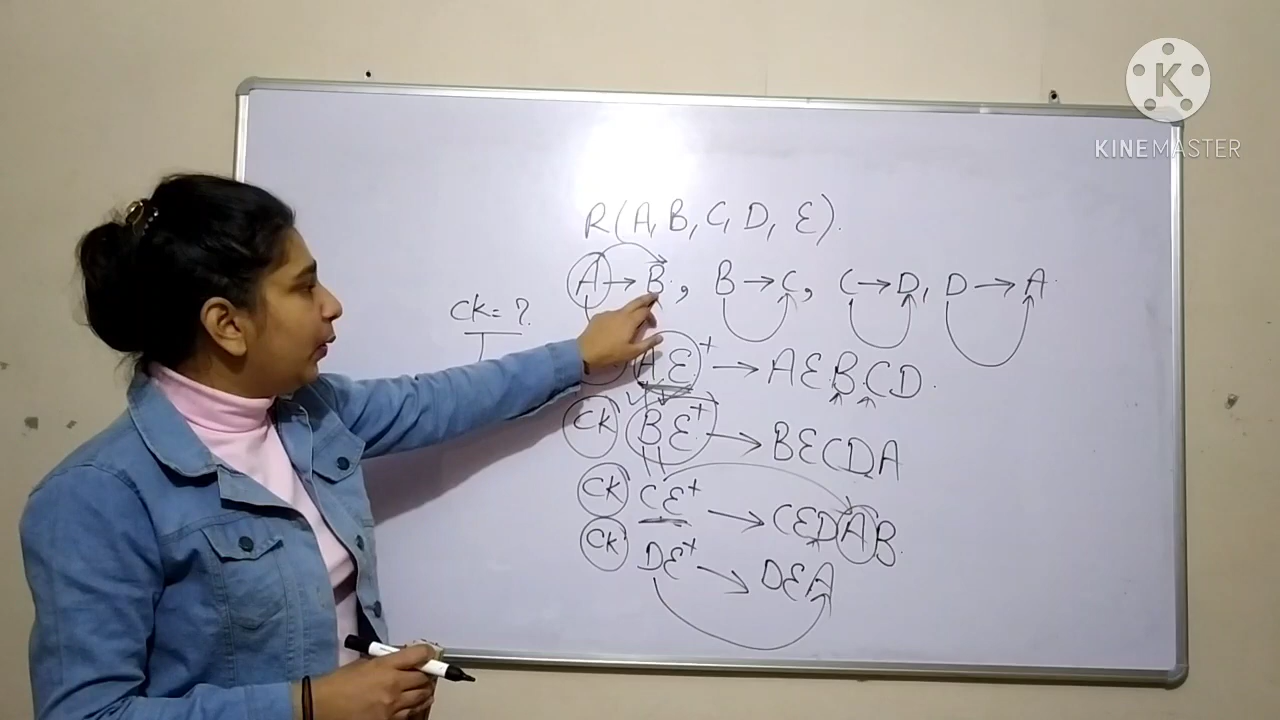 KINEMASTER
R(A, B, C, D, E).
A→B, B→C, C→D, D→A.
CK=?
AE⁺ → AEBCD.
CK BE⁺ → BECDA
CK CE⁺ → CEDAB.
CK DE⁺ → DEA